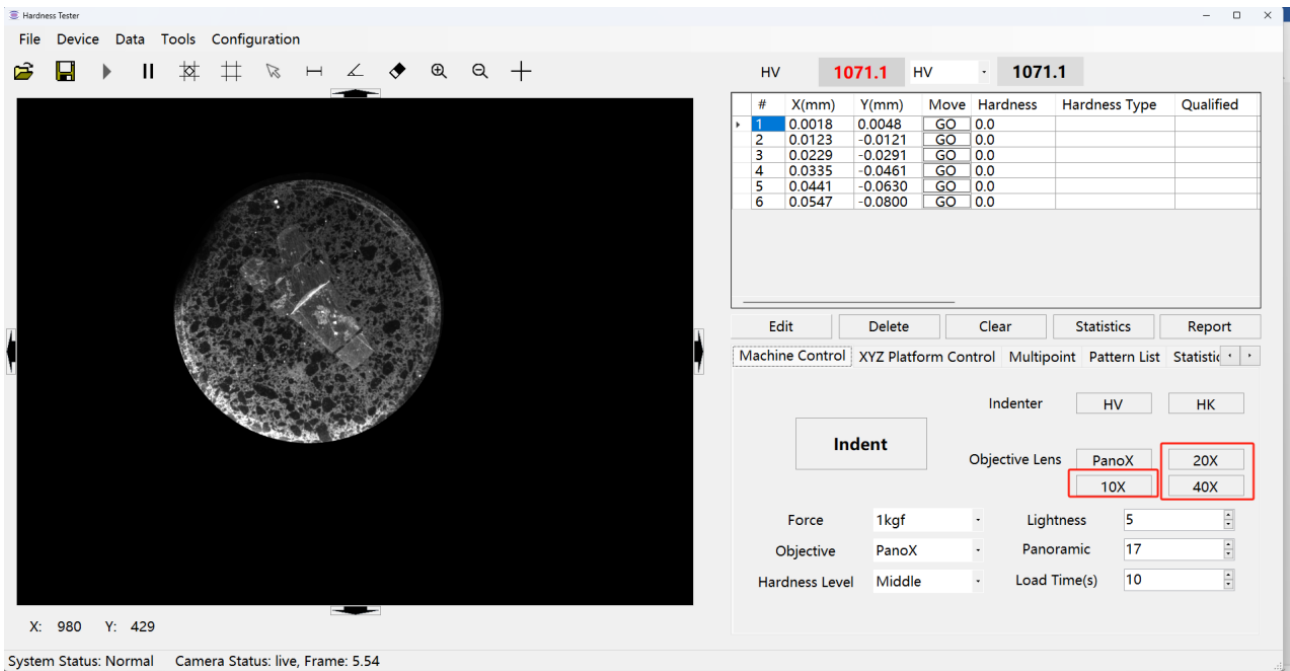 Hardness Tester
File Device Data Tools Configuration
HV 1071.1 HV 1071.1
# X(mm) Y(mm) Move Hardness Hardness Type Qualified
1 0.0018 0.0048 GO 0.0
2 0.0123 -0.0121 GO 0.0
3 0.0229 -0.0291 GO 0.0
4 0.0335 -0.0461 GO 0.0
5 0.0441 -0.0630 GO 0.0
6 0.0547 -0.0800 GO 0.0
Edit Delete Clear Statistics Report
Machine Control XYZ Platform Control Multipoint Pattern List Statistic
Indenter HV HK
Indent
Objective Lens PanoX 20X
10X 40X
Force 1kgf Lightness 5
Objective PanoX Panoramic 17
Hardness Level Middle Load Time(s) 10
X: 980 Y: 429
System Status: Normal Camera Status: live, Frame: 5.54